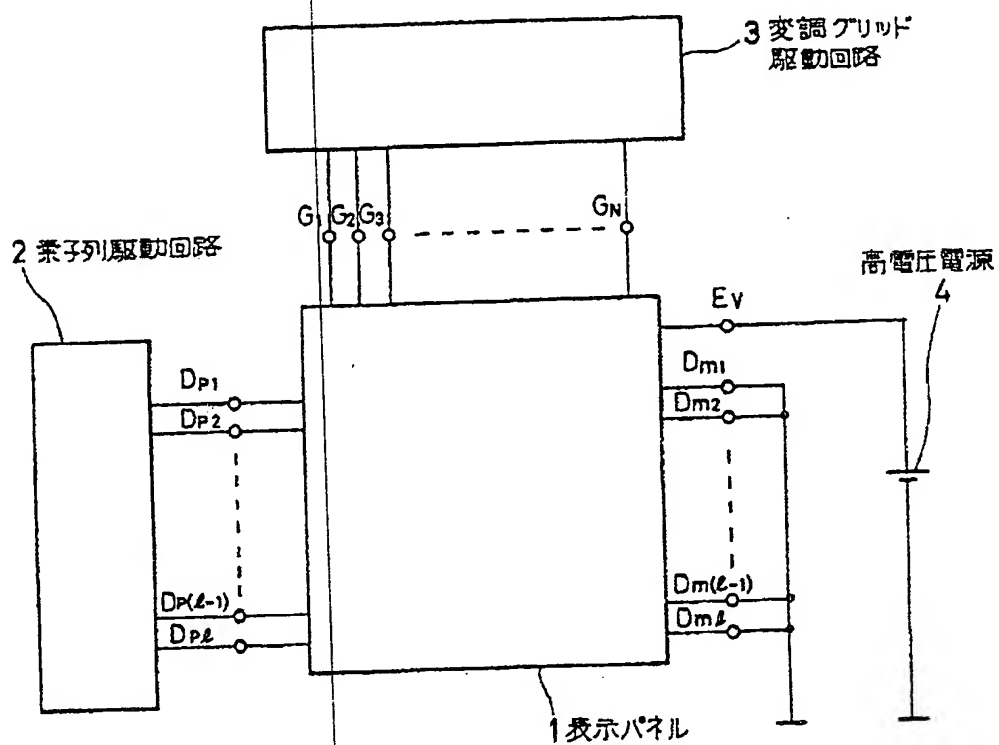 3 変調グリッド
駆動回路
G1 G2 G3
GN
2 素子列駆動回路
高電圧電源
4
EV
DP1
DP2
Dm1
Dm2
DP(ℓ-1)
DPℓ
Dm(ℓ-1)
Dmℓ
1 表示パネル